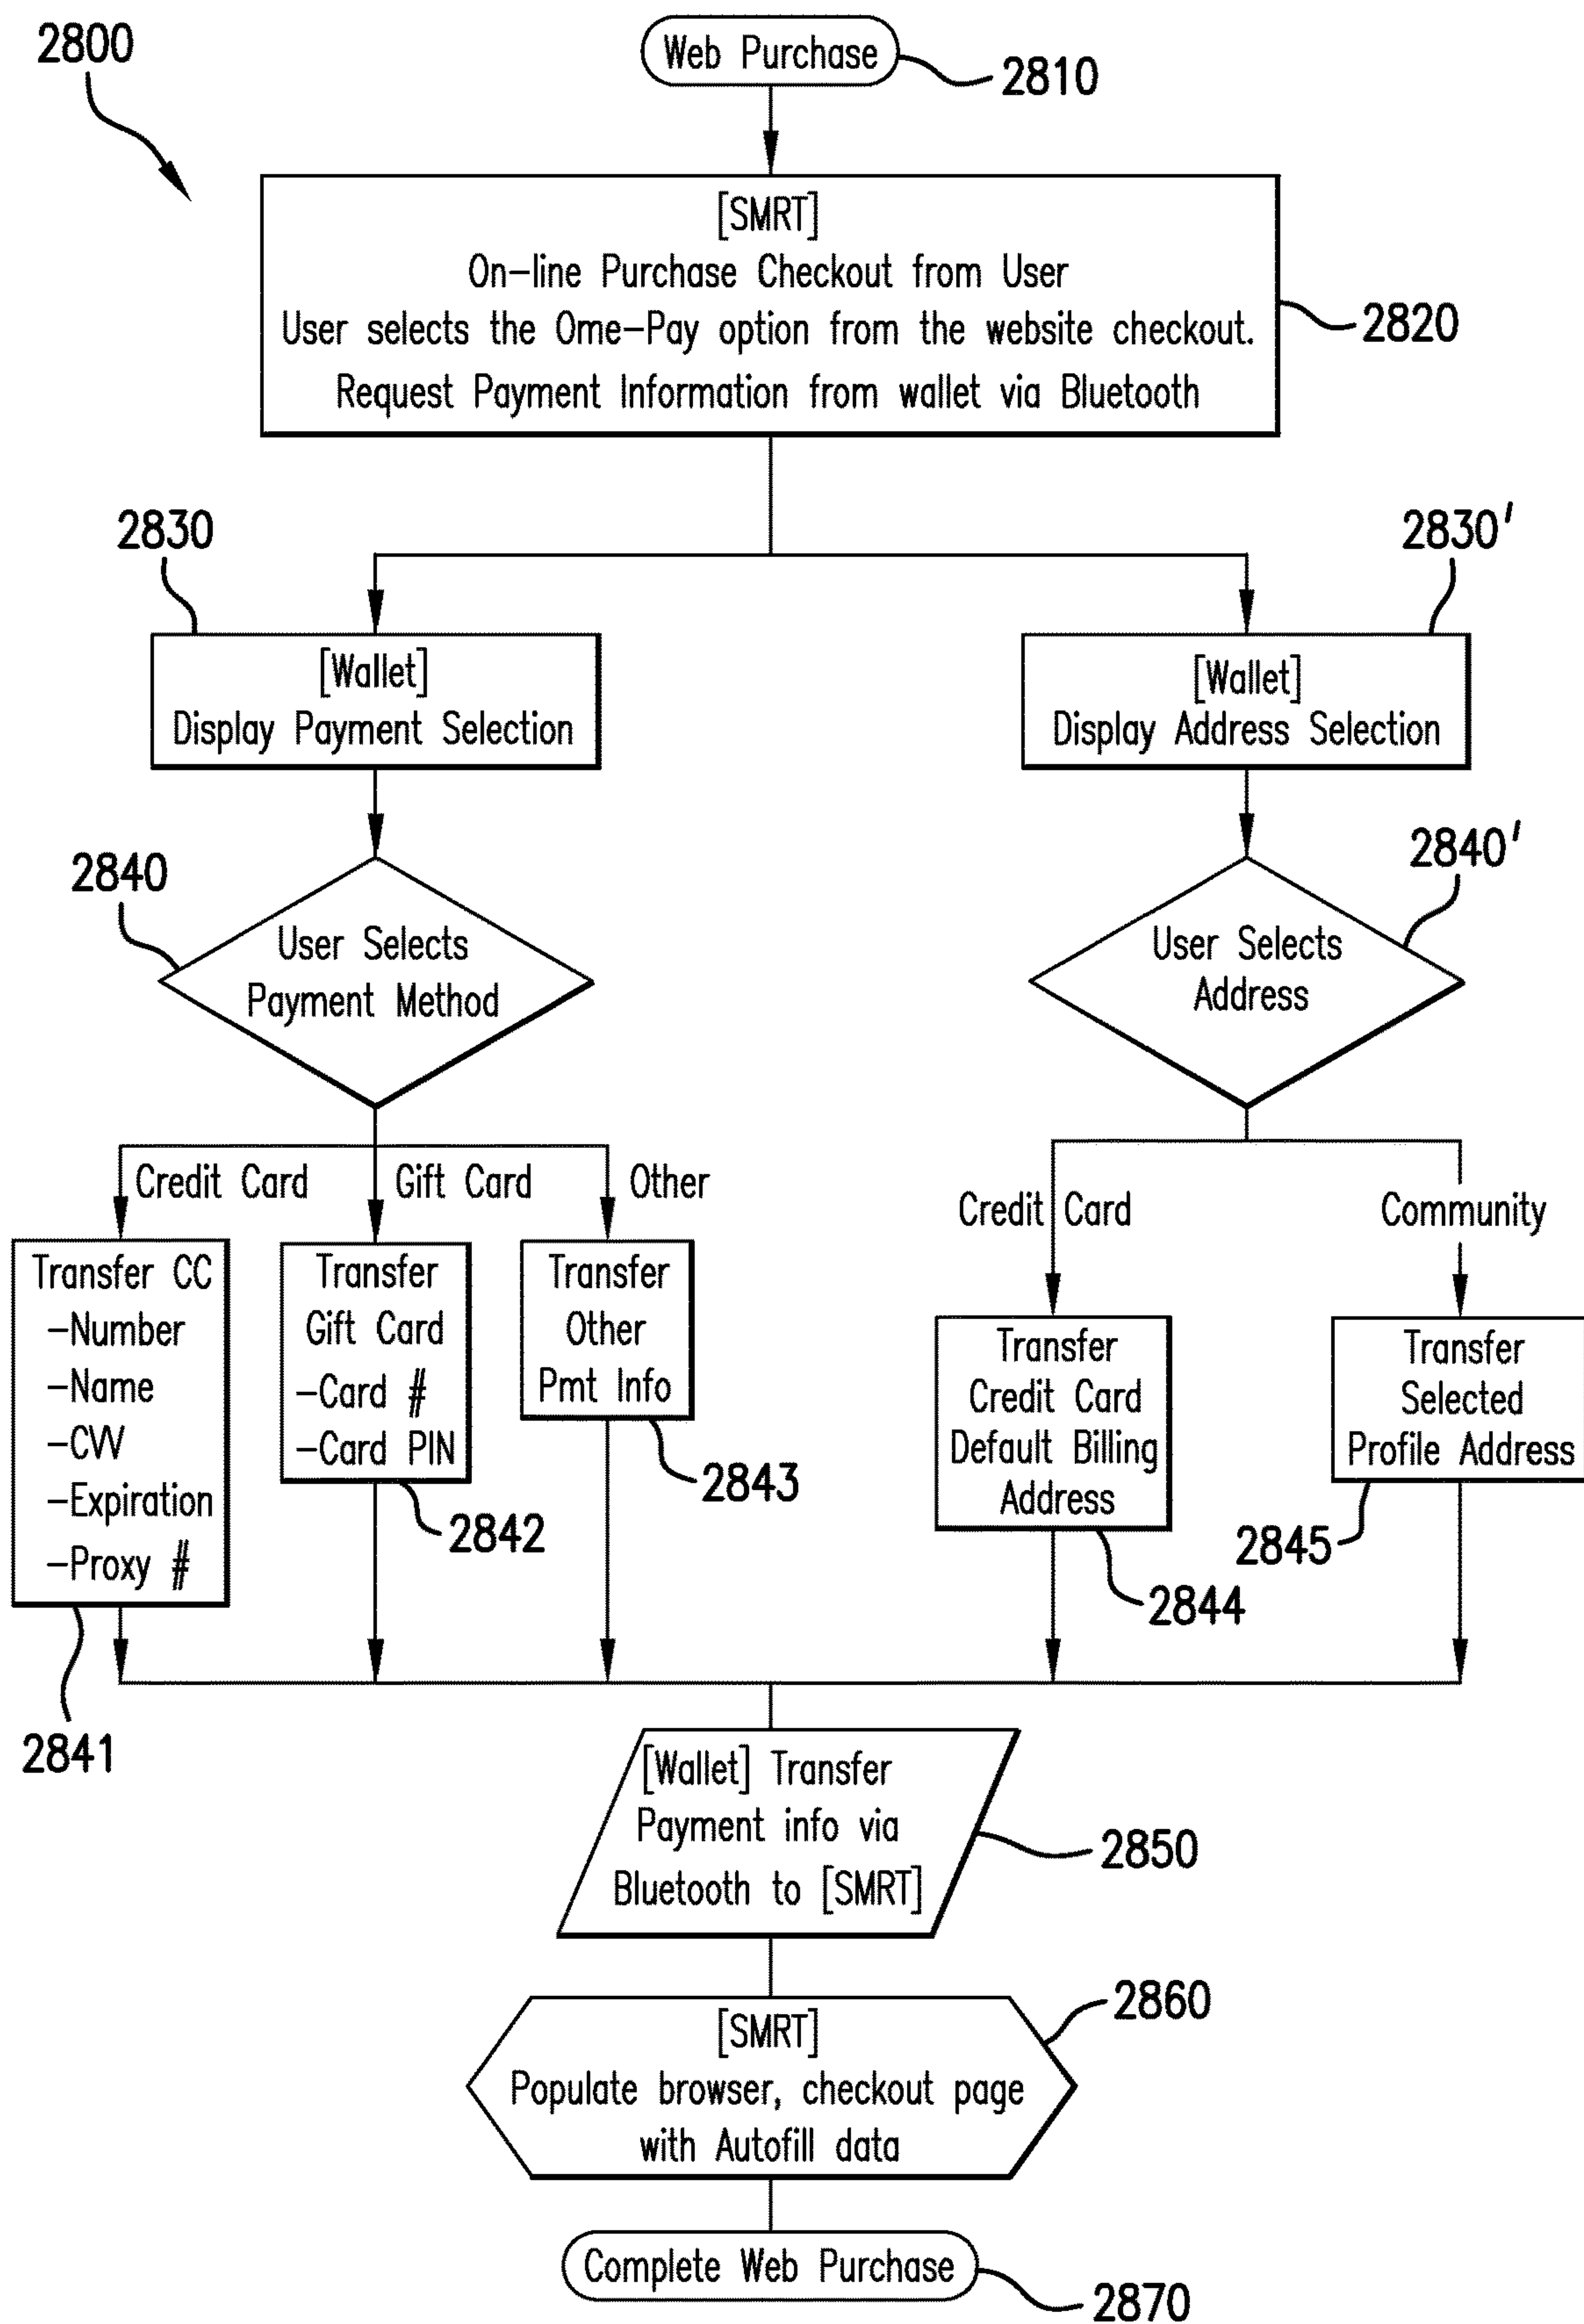 2800
Web Purchase
2810
[SMRT]
On-line Purchase Checkout from User
User selects the Ome-Pay option from the website checkout.
Request Payment Information from wallet via Bluetooth
2820
2830
2830'
[Wallet]
Display Payment Selection
[Wallet]
Display Address Selection
2840
2840'
User Selects
Payment Method
User Selects
Address
Credit Card
Gift Card
Other
Credit Card
Community
Transfer CC
-Number
-Name
-CVV
-Expiration
-Proxy #
2841
Transfer
Gift Card
-Card #
-Card PIN
2842
Transfer
Other
Pmt Info
2843
Transfer
Credit Card
Default Billing
Address
2844
Transfer
Selected
Profile Address
2845
[Wallet] Transfer
Payment info via
Bluetooth to [SMRT]
2850
[SMRT]
Populate browser, checkout page
with Autofill data
2860
Complete Web Purchase
2870